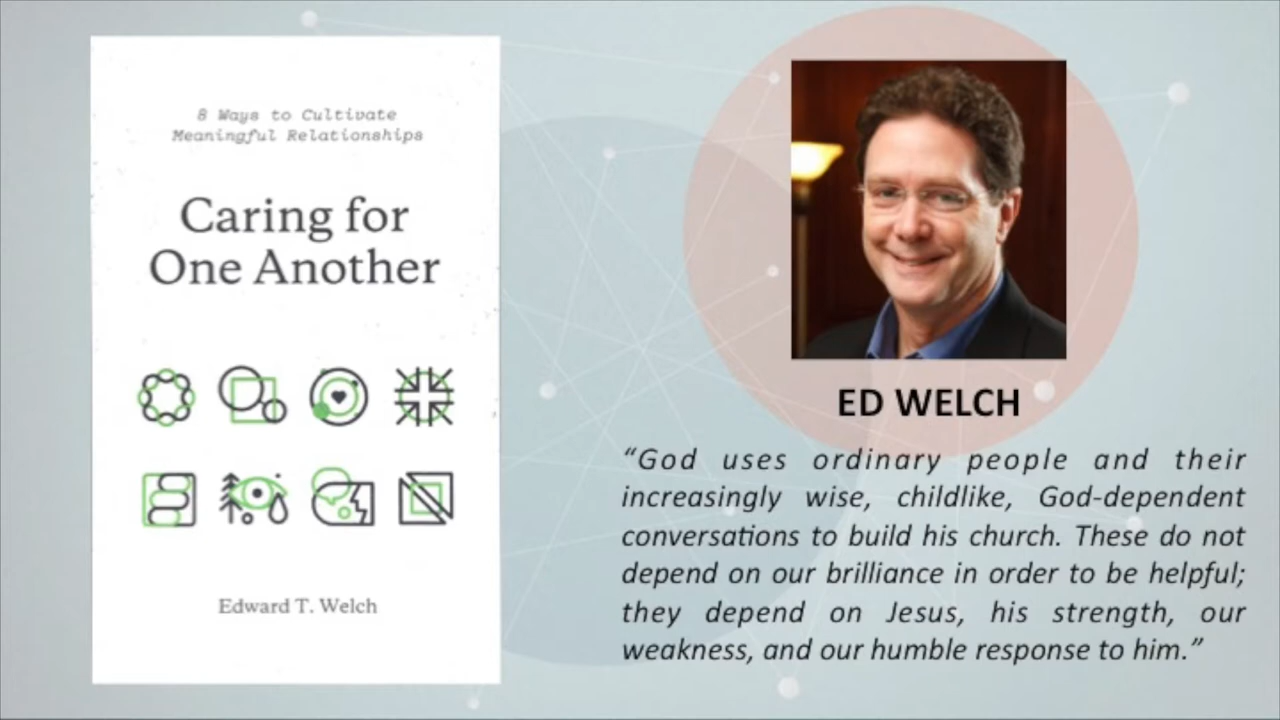 8 Ways to Cultivate
Meaningful Relationships
Caring for
One Another
Edward T. Welch
ED WELCH
“God uses ordinary people and their
increasingly wise, childlike, God-dependent
conversations to build his church. These do not
depend on our brilliance in order to be helpful;
they depend on Jesus, his strength, our
weakness, and our humble response to him.”